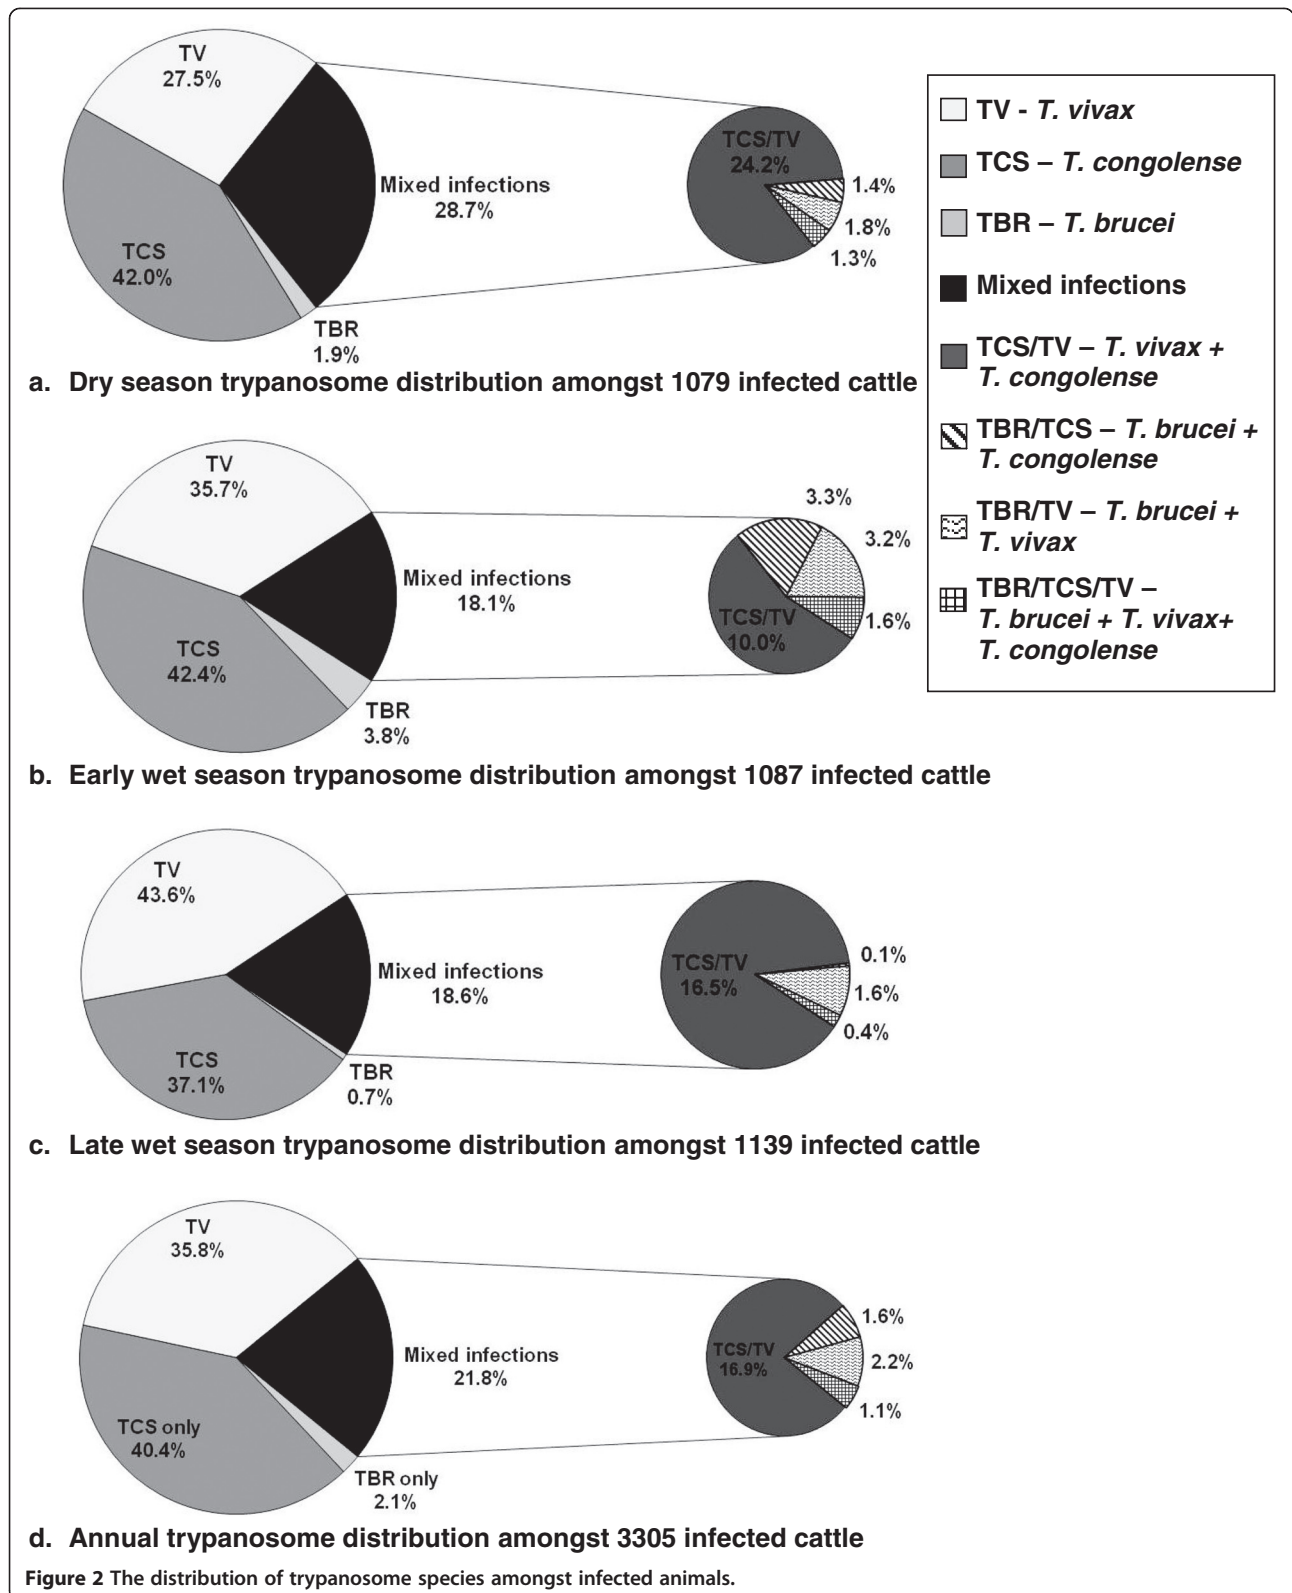 TV
27.5%
Mixed infections
28.7%
TCS
42.0%
TBR
1.9%
TCS/TV
24.2%
1.4%
1.8%
1.3%
a. Dry season trypanosome distribution amongst 1079 infected cattle
TV - T. vivax
TCS – T. congolense
TBR – T. brucei
Mixed infections
TCS/TV – T. vivax +
T. congolense
TBR/TCS – T. brucei +
T. congolense
TBR/TV – T. brucei +
T. vivax
TBR/TCS/TV –
T. brucei + T. vivax+
T. congolense
TV
35.7%
Mixed infections
18.1%
TCS
42.4%
TBR
3.8%
3.3%
3.2%
TCS/TV
10.0%
1.6%
b. Early wet season trypanosome distribution amongst 1087 infected cattle
TV
43.6%
Mixed infections
18.6%
TCS
37.1%
TBR
0.7%
TCS/TV
16.5%
0.1%
1.6%
0.4%
c. Late wet season trypanosome distribution amongst 1139 infected cattle
TV
35.8%
Mixed infections
21.8%
TCS only
40.4%
TBR only
2.1%
TCS/TV
16.9%
1.6%
2.2%
1.1%
d. Annual trypanosome distribution amongst 3305 infected cattle
Figure 2 The distribution of trypanosome species amongst infected animals.